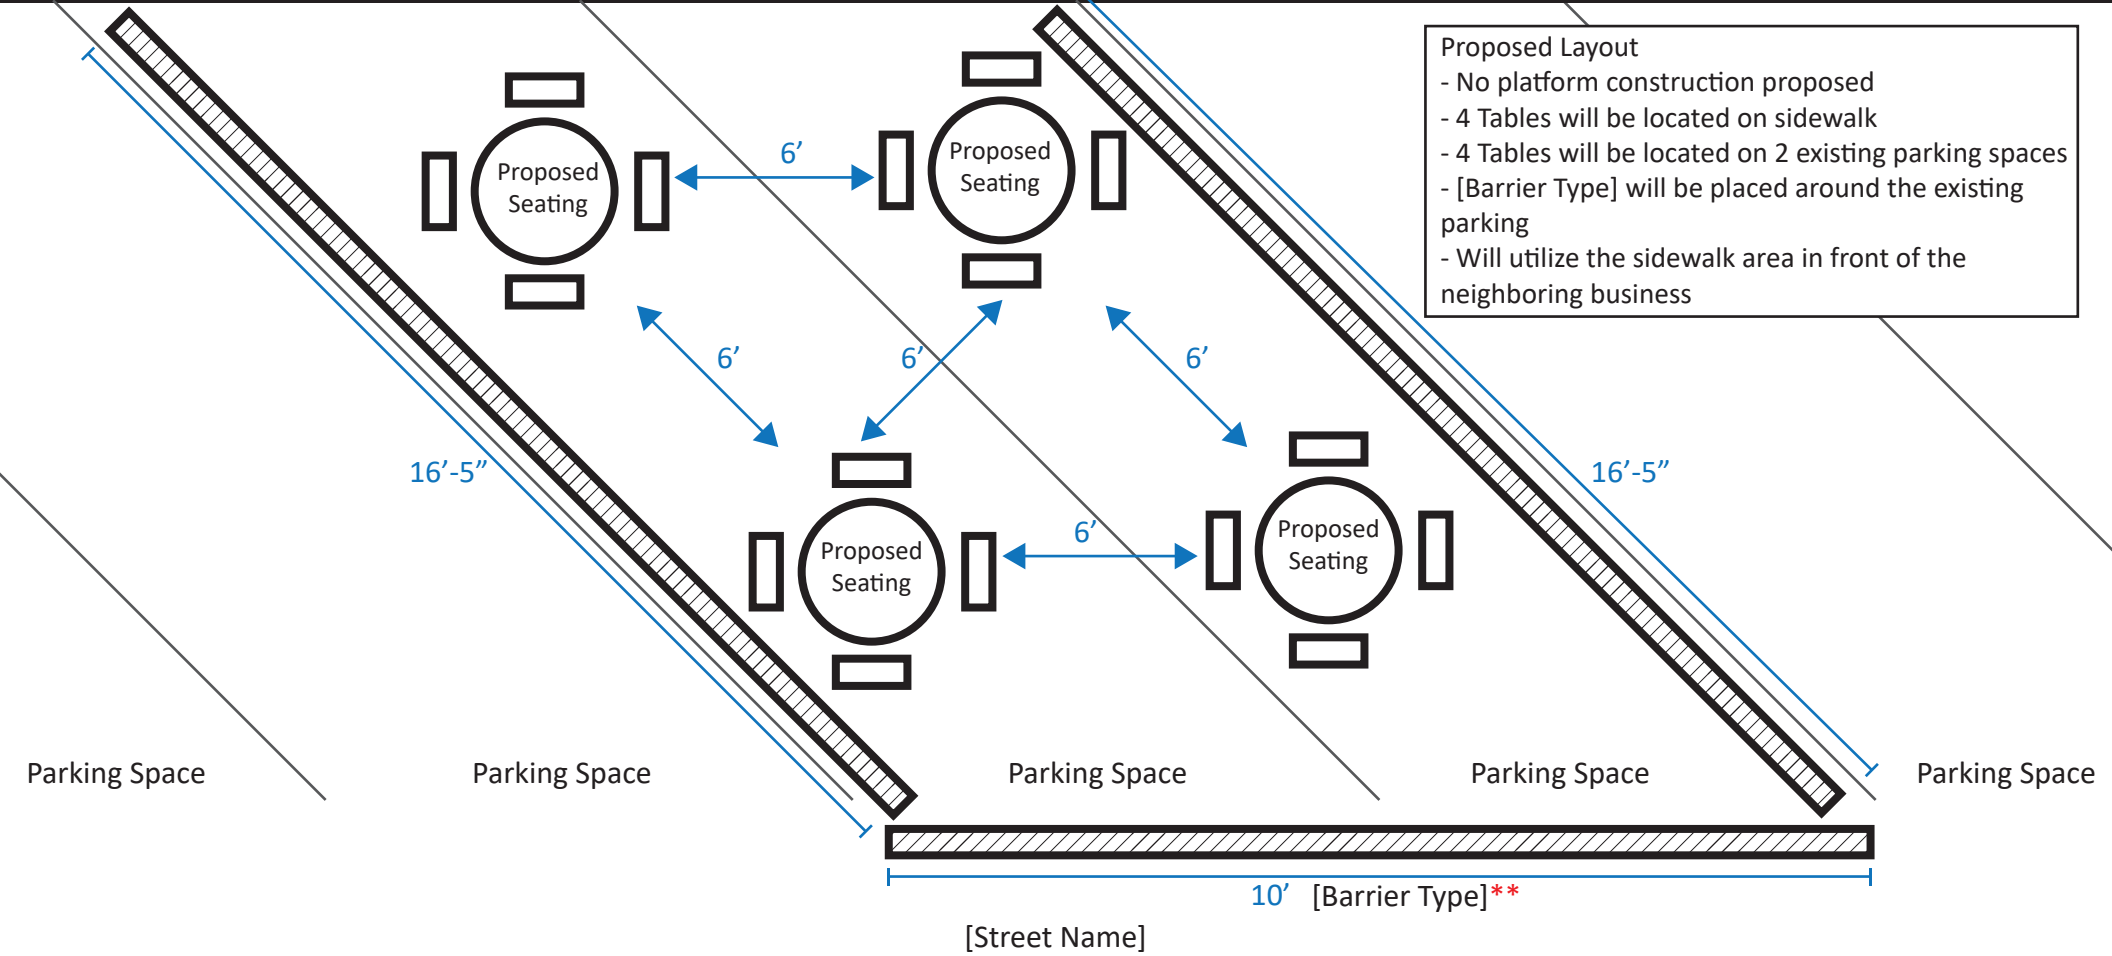 Proposed Layout
- No platform construction proposed
- 4 Tables will be located on sidewalk
- 4 Tables will be located on 2 existing parking spaces
- [Barrier Type] will be placed around the existing
parking
- Will utilize the sidewalk area in front of the
neighboring business
Proposed
Seating
6’
Proposed
Seating
6’
6’
6’
16’-5”
16’-5”
Proposed
Seating
6’
Proposed
Seating
Parking Space
Parking Space
Parking Space
Parking Space
Parking Space
10’ [Barrier Type]**
[Street Name]